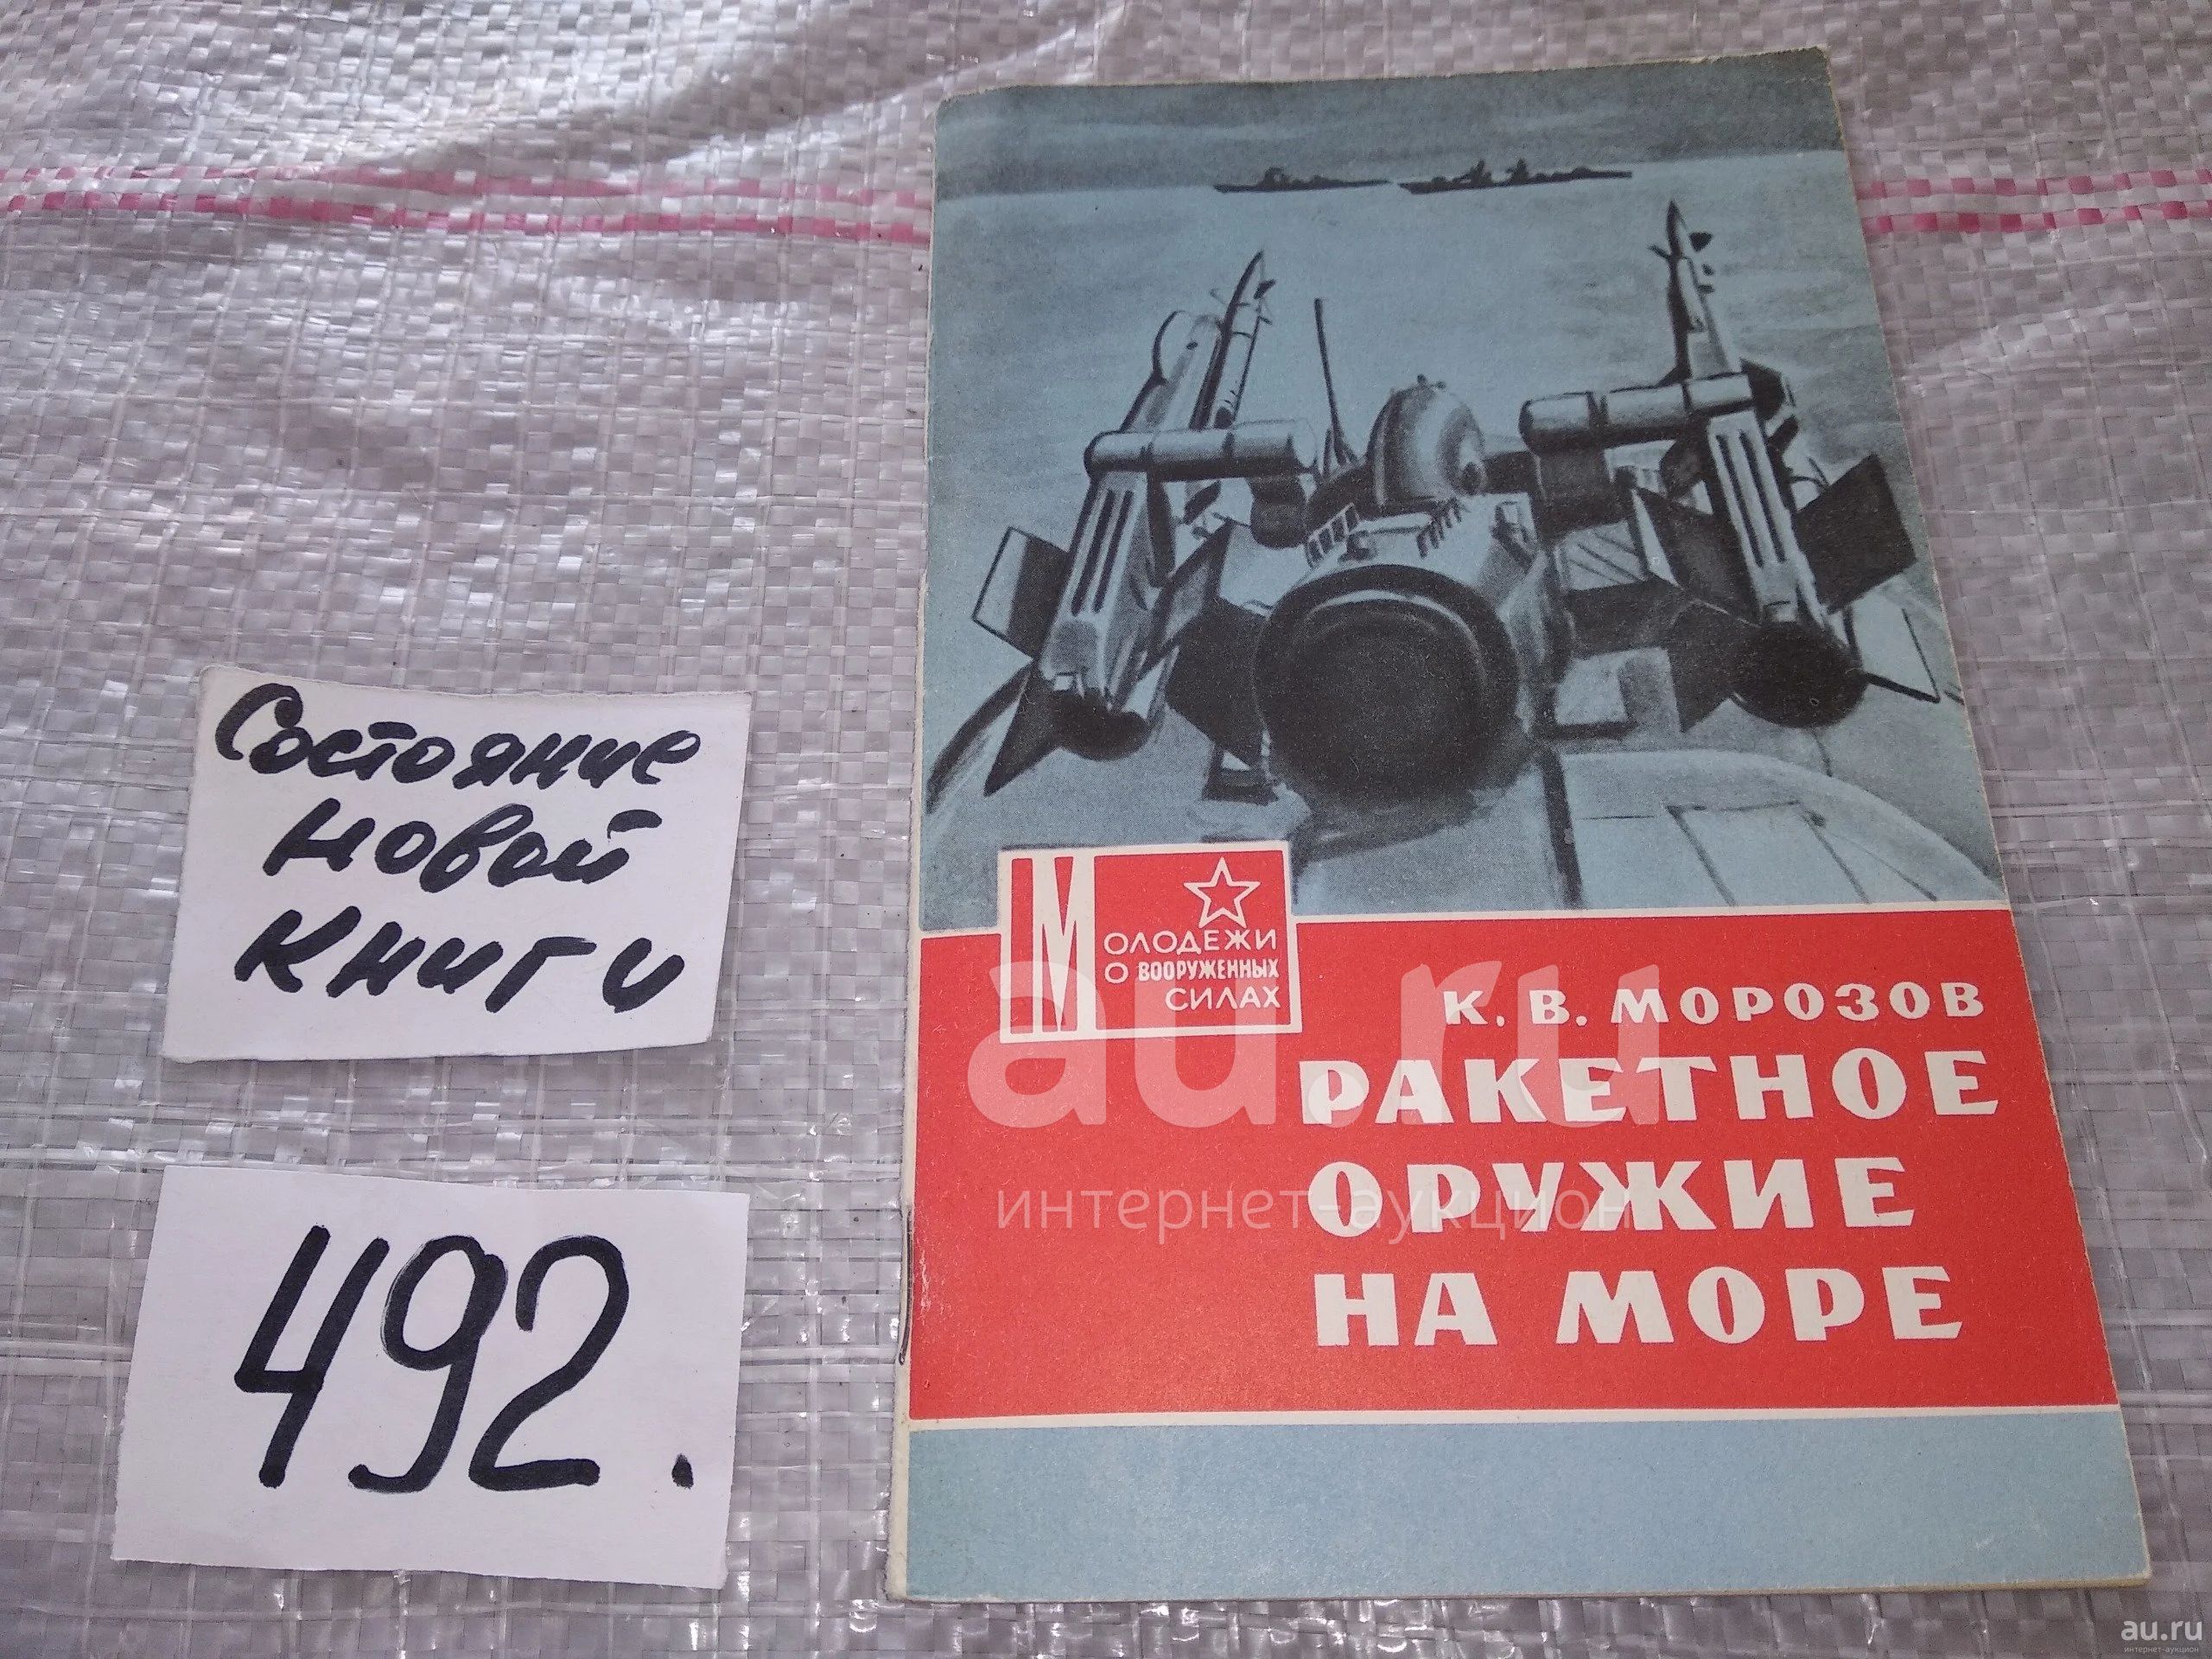 Состояние
новой
книги
492.
МОЛОДЕЖИ
О ВООРУЖЕННЫХ
СИЛАХ
К. В. МОРОЗОВ
РАКЕТНОЕ
ОРУЖИЕ
НА МОРЕ
au.ru
интернет-аукцион
au.ru
интернет-аукцион